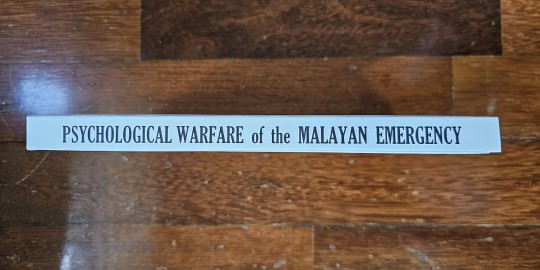 PSYCHOLOGICAL WARFARE of the MALAYAN EMERGENCY